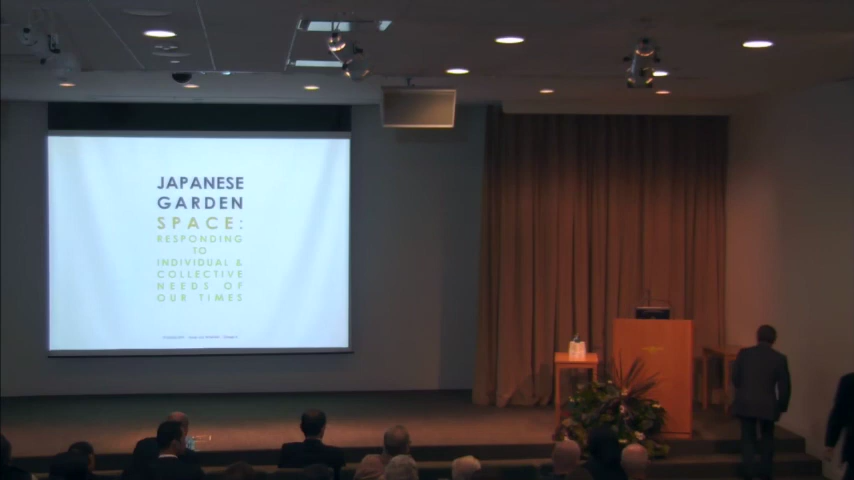 JAPANESE
GARDEN
SPACE:
RESPONDING
TO
INDIVIDUAL &
COLLECTIVE
NEEDS OF
OUR TIMES